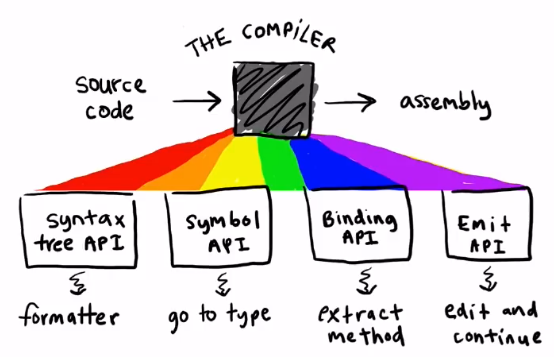 THE COMPILER
source
code
assembly
syntax
tree API
symbol
API
Binding
API
Emit
API
formatter
go to type
extract
method
edit and
continue